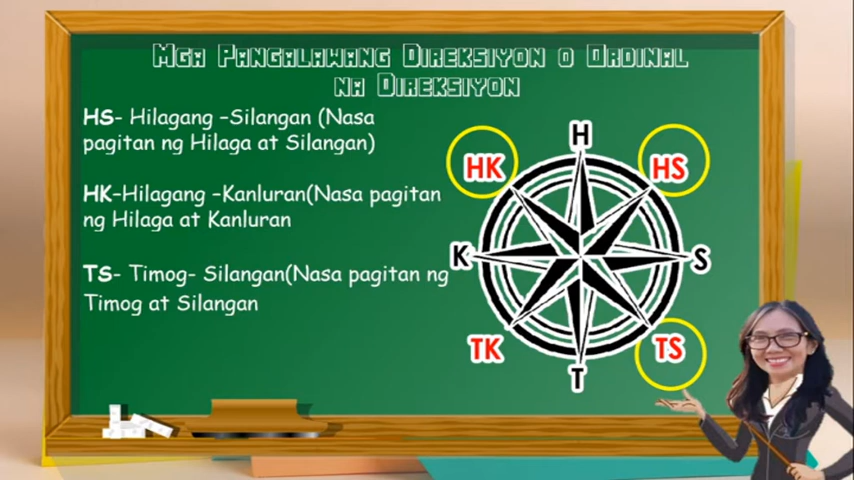 Mga Pangalawang Direksiyon o Ordinal
na Direksiyon
HS- Hilagang –Silangan (Nasa
pagitan ng Hilaga at Silangan)
HK–Hilagang –Kanluran(Nasa pagitan
ng Hilaga at Kanluran
TS- Timog- Silangan(Nasa pagitan ng
Timog at Silangan
H
HK
HS
K
S
TK
TS
T